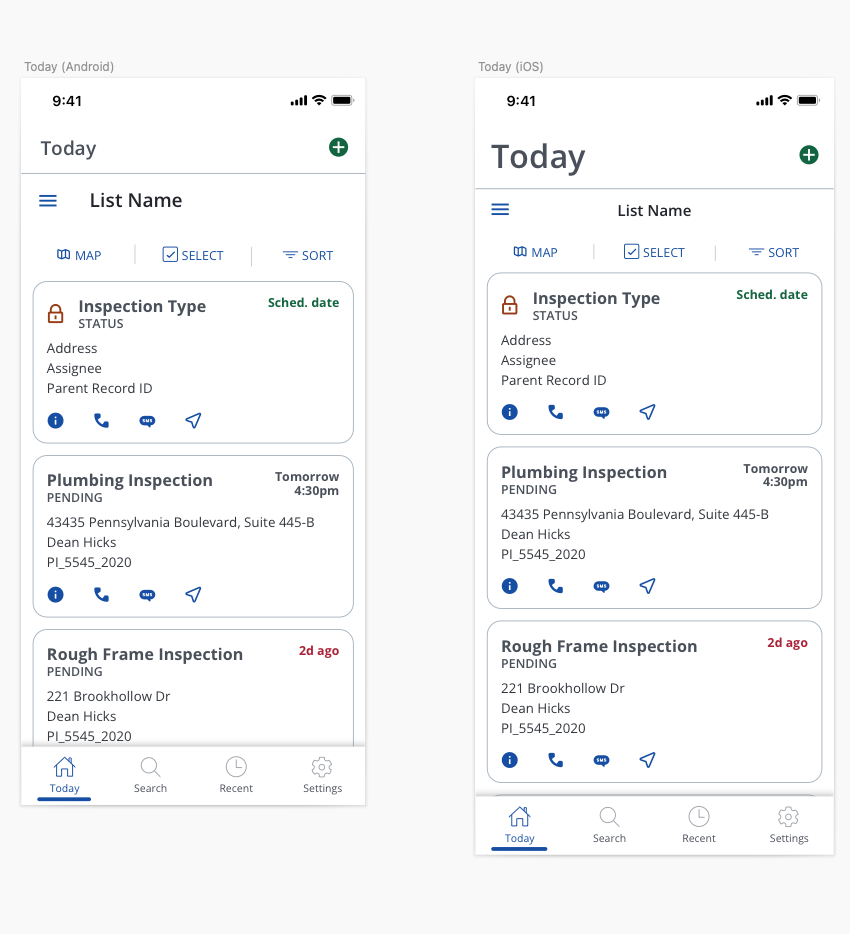 Today (Android)
9:41
Today
List Name
MAP
SELECT
SORT
Inspection Type
Sched. date
STATUS
Address
Assignee
Parent Record ID
SMS
Plumbing Inspection
Tomorrow
4:30pm
PENDING
43435 Pennsylvania Boulevard, Suite 445-B
Dean Hicks
PI_5545_2020
SMS
Rough Frame Inspection
2d ago
PENDING
221 Brookhollow Dr
Dean Hicks
PI_5545_2020
Today
Search
Recent
Settings
Today (iOS)
9:41
Today
List Name
MAP
SELECT
SORT
Inspection Type
Sched. date
STATUS
Address
Assignee
Parent Record ID
SMS
Plumbing Inspection
Tomorrow
4:30pm
PENDING
43435 Pennsylvania Boulevard, Suite 445-B
Dean Hicks
PI_5545_2020
SMS
Rough Frame Inspection
2d ago
PENDING
221 Brookhollow Dr
Dean Hicks
PI_5545_2020
SMS
Today
Search
Recent
Settings